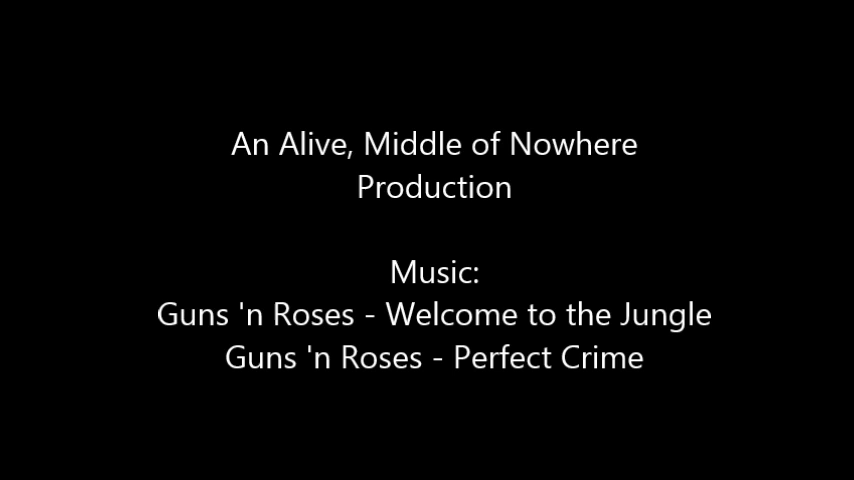 An Alive, Middle of Nowhere
Production
Music:
Guns 'n Roses - Welcome to the Jungle
Guns 'n Roses - Perfect Crime